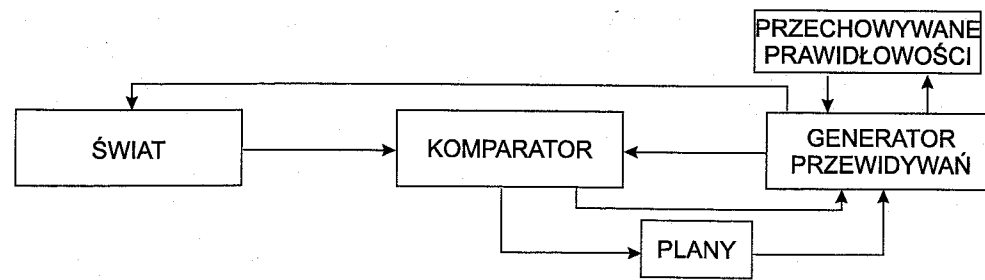 PRZECHOWYWANE
PRAWIDŁOWOŚCI
ŚWIAT
KOMPARATOR
GENERATOR
PRZEWIDYWAŃ
PLANY